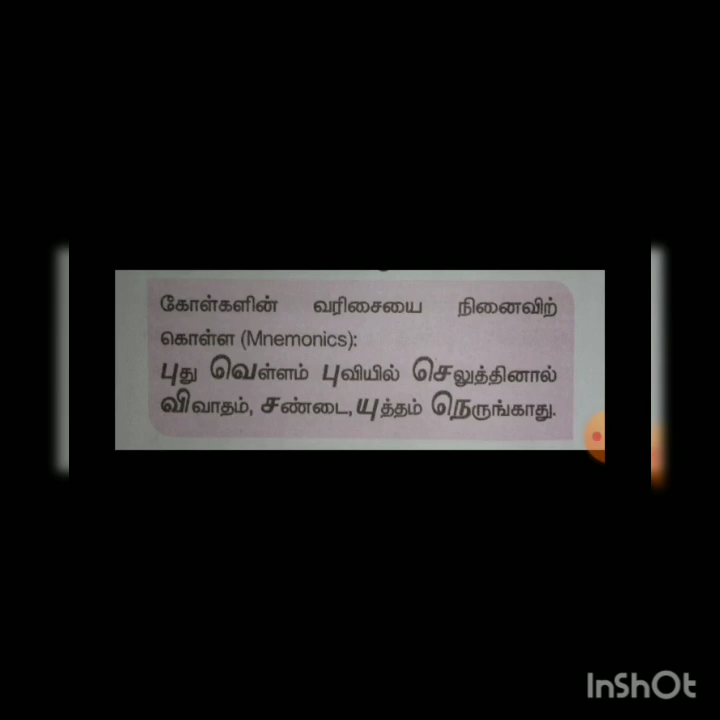 கோள்களின் வரிசையை நினைவிற்
கொள்ள (Mnemonics):
புது வெள்ளம் புவியில் செலுத்தினால்
விவாதம், சண்டை, யுத்தம் நெருங்காது.
InShOt